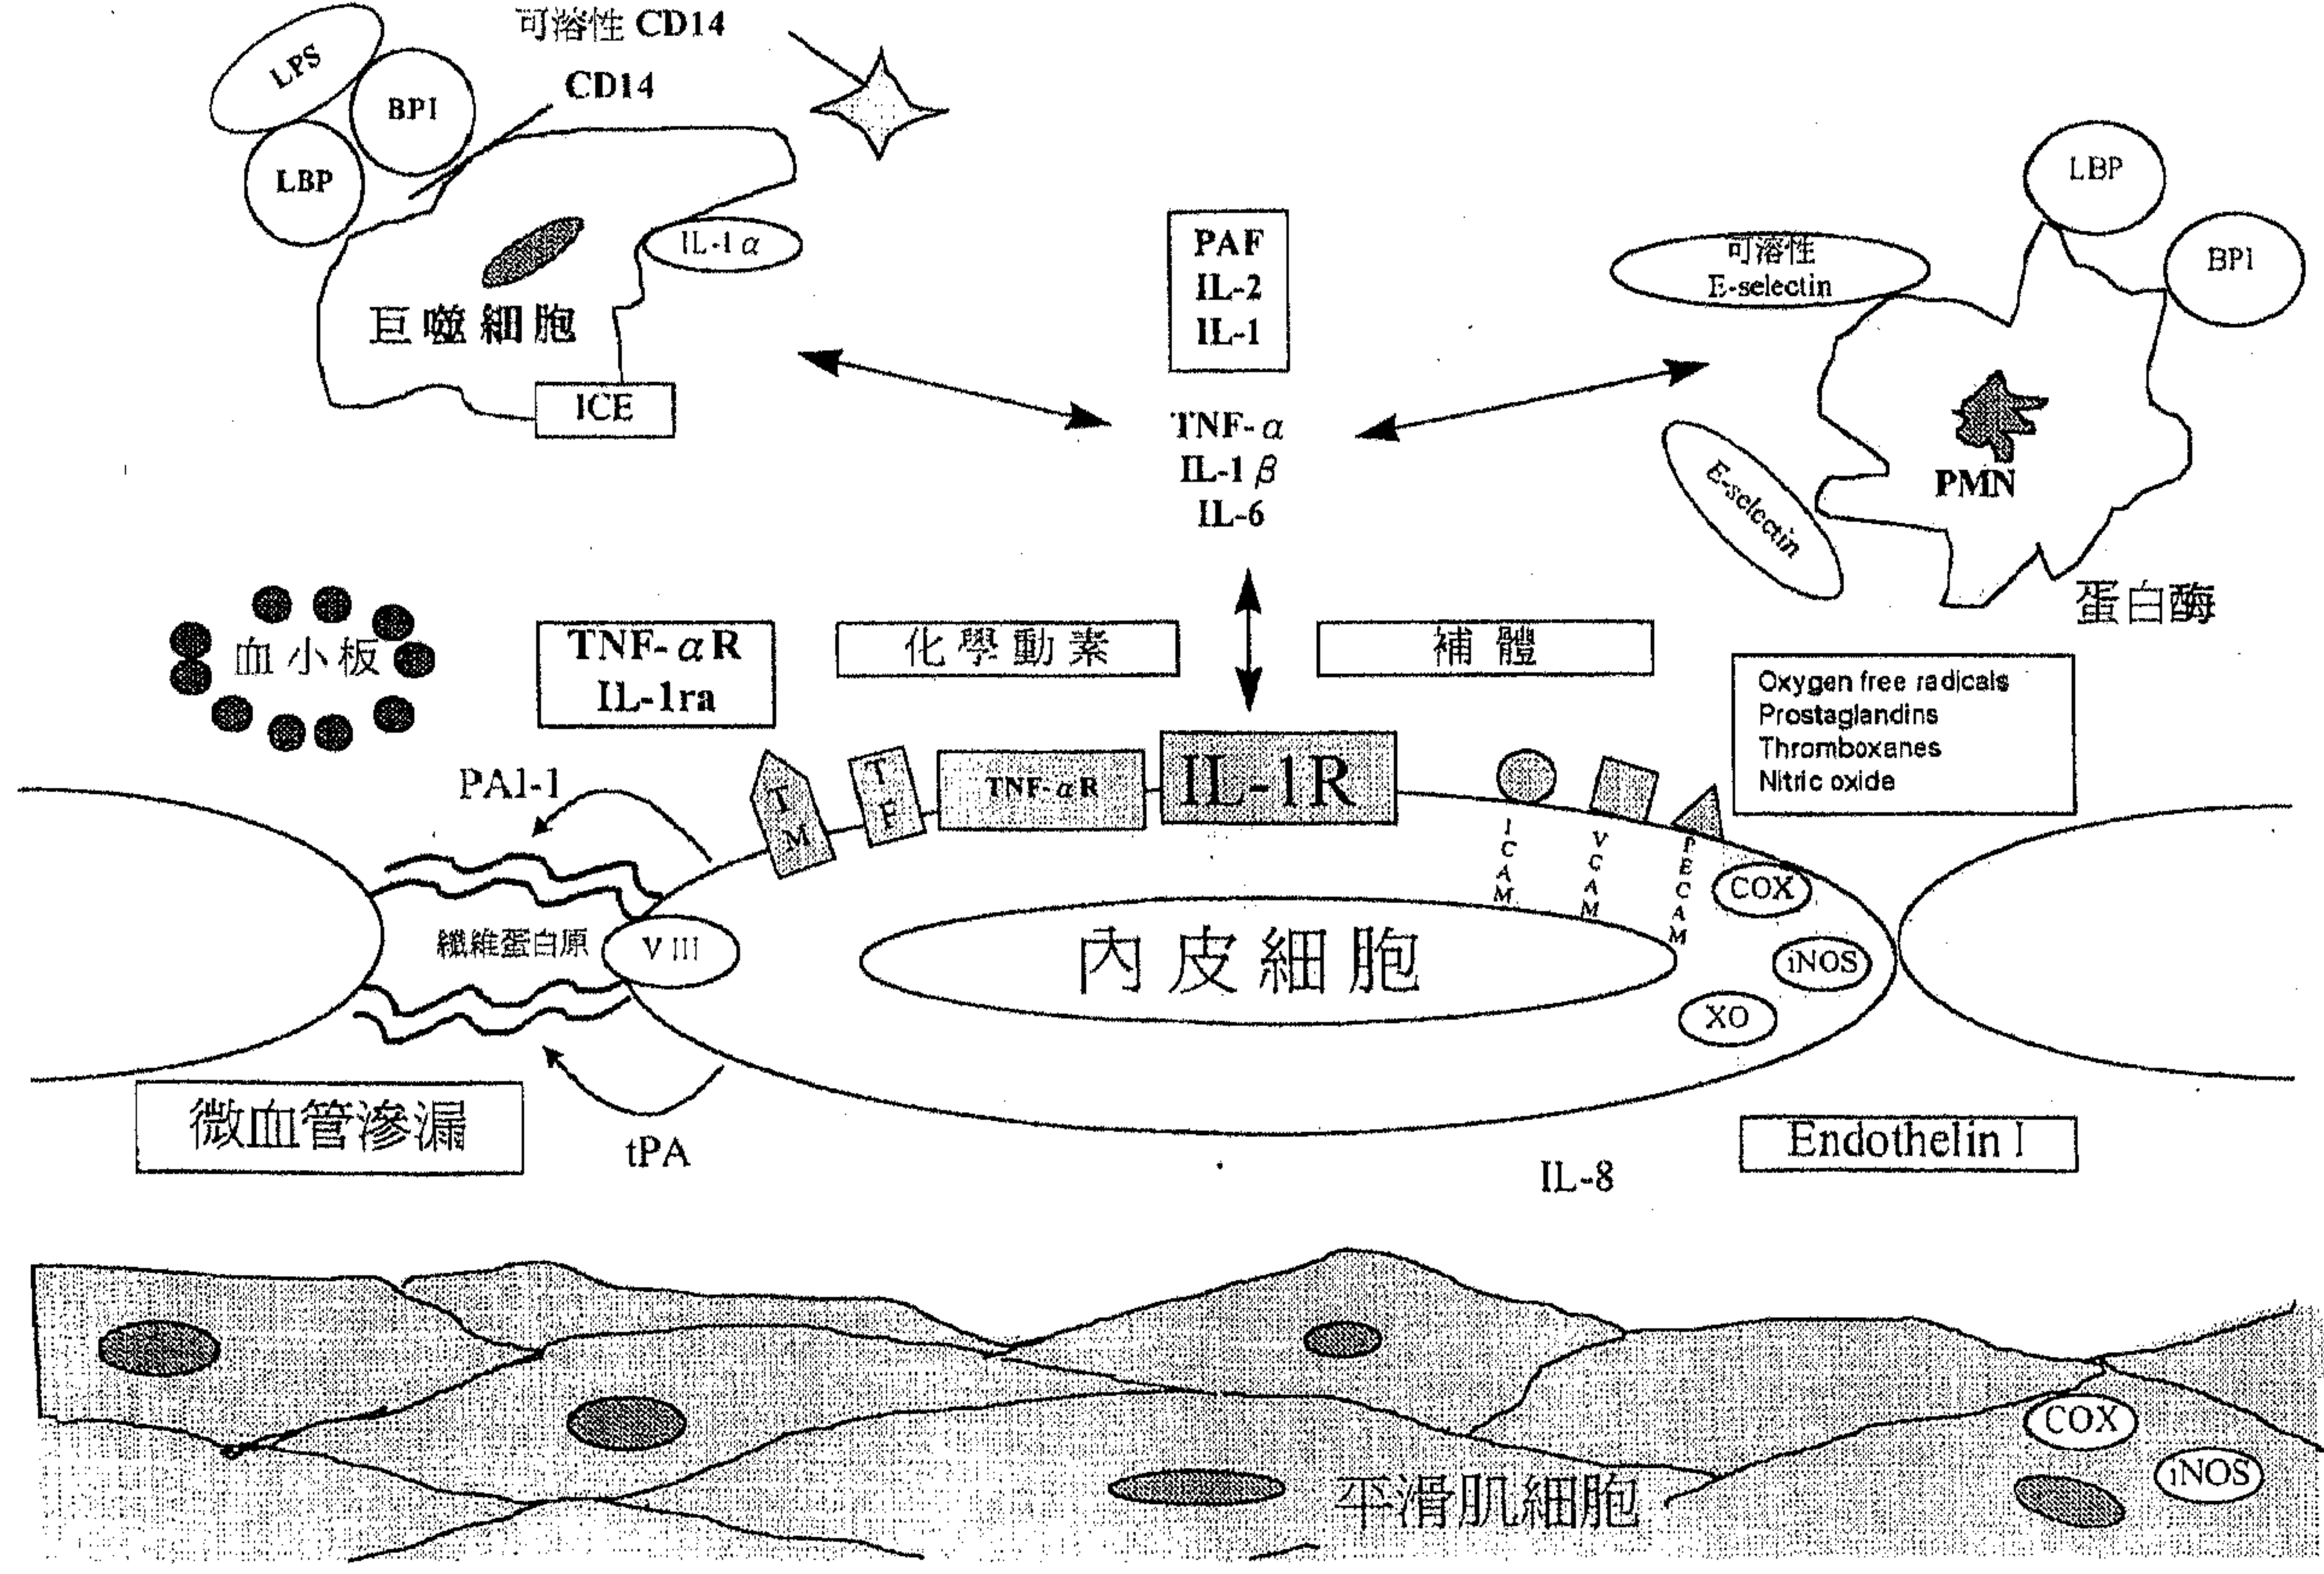 可溶性 CD14
LPS
BPI
CD14
LBP
IL-1 α
巨噬細胞
ICE
PAF
IL-2
IL-1
TNF-α
IL-1 β
IL-6
LBP
BPI
可溶性
E-selectin
PMN
E-selectin
蛋白酶
血小板
TNF-αR
IL-1ra
化學動素
補體
Oxygen free radicals
Prostaglandins
Thromboxanes
Nitric oxide
PAI-1
TM
TF
TNF-αR
IL-1R
ICAM
VCAM
PECAM
COX
iNOS
XO
纖維蛋白原
VIII
內皮細胞
微血管滲漏
tPA
IL-8
Endothelin I
平滑肌細胞
COX
iNOS